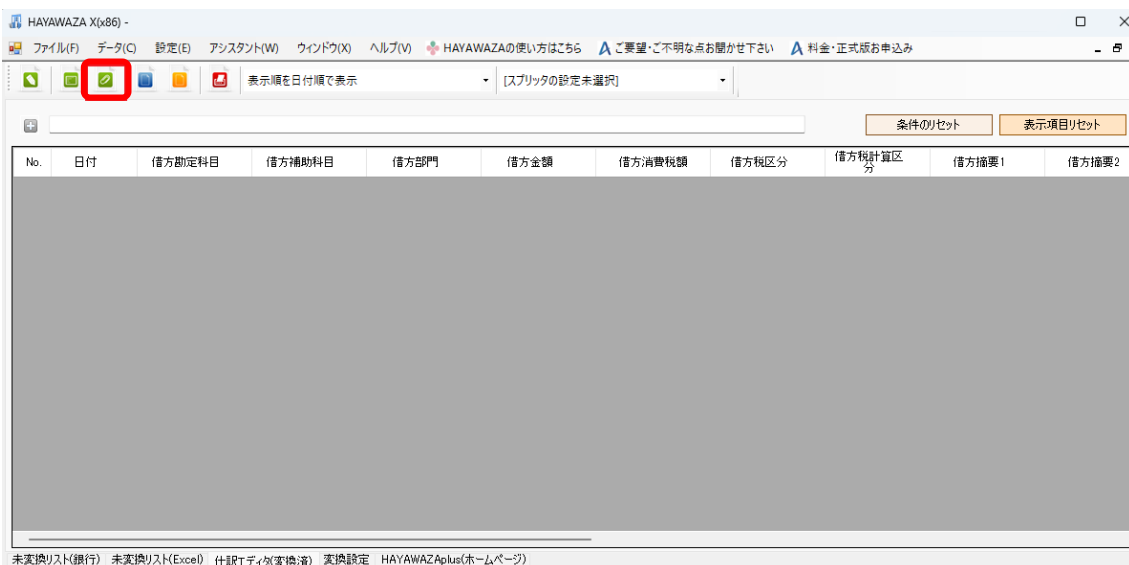 HAYAWAZA X(x86) -
ファイル(F) データ(C) 設定(E) アシスタント(W) ウィンドウ(X) ヘルプ(V) HAYAWAZAの使い方はこちら ご要望・ご不明な点お聞かせ下さい 料金・正式版お申込み
表示順を日付順で表示 [スプリッタの設定未選択]
条件のリセット 表示項目リセット
No. 日付 借方勘定科目 借方補助科目 借方部門 借方金額 借方消費税額 借方税区分 借方税計算区分 借方摘要1 借方摘要2
未変換リスト(銀行) 未変換リスト(Excel) 仕訳エディタ(変換済) 変換設定 HAYAWAZAplus(ホームページ)